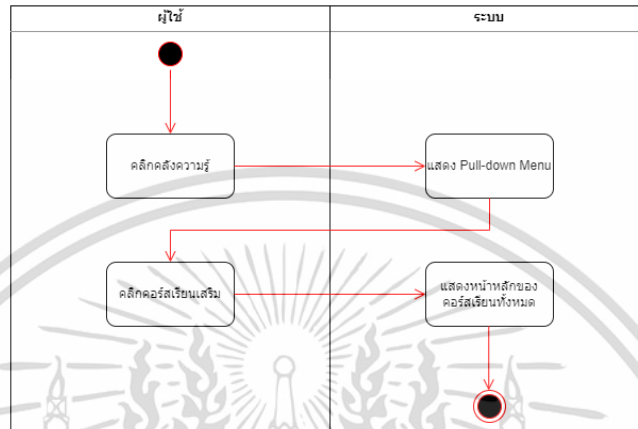 ผู้ใช้
ระบบ
คลิกคลังความรู้
แสดง Pull-down Menu
คลิกคอร์สเรียนเสริม
แสดงหน้าหลักของ
คอร์สเรียนทั้งหมด